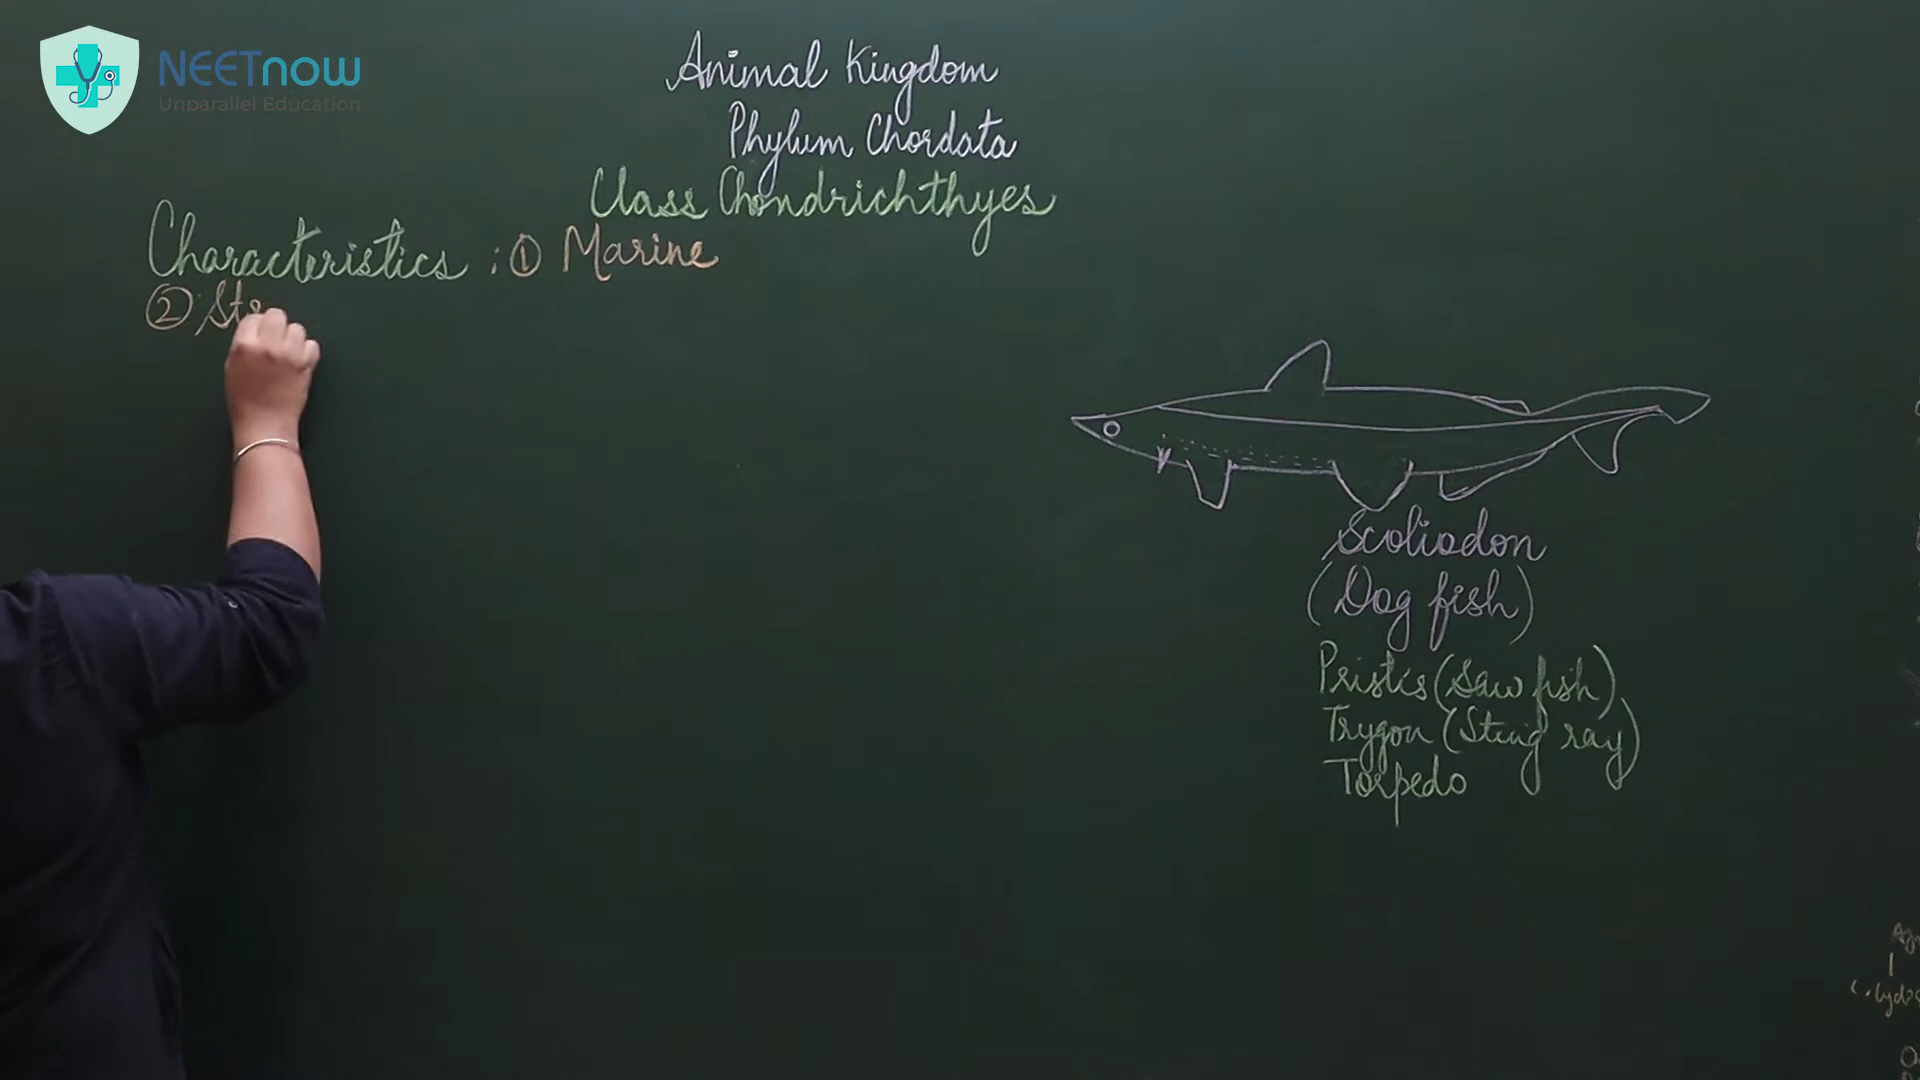 NEETnow
Unparallel Education
Animal Kingdom
Phylum Chordata
Class Chondrichthyes
Characteristics : ① Marine
②
Scoliodon
(Dog fish)
Pristis (Saw fish)
Trygon (Sting ray)
Torpedo